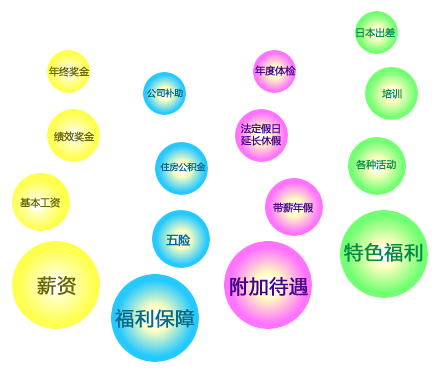 年终奖金
绩效奖金
基本工资
薪资
公司补助
住房公积金
五险
福利保障
年度体检
法定假日
延长休假
带薪年假
附加待遇
日本出差
培训
各种活动
特色福利